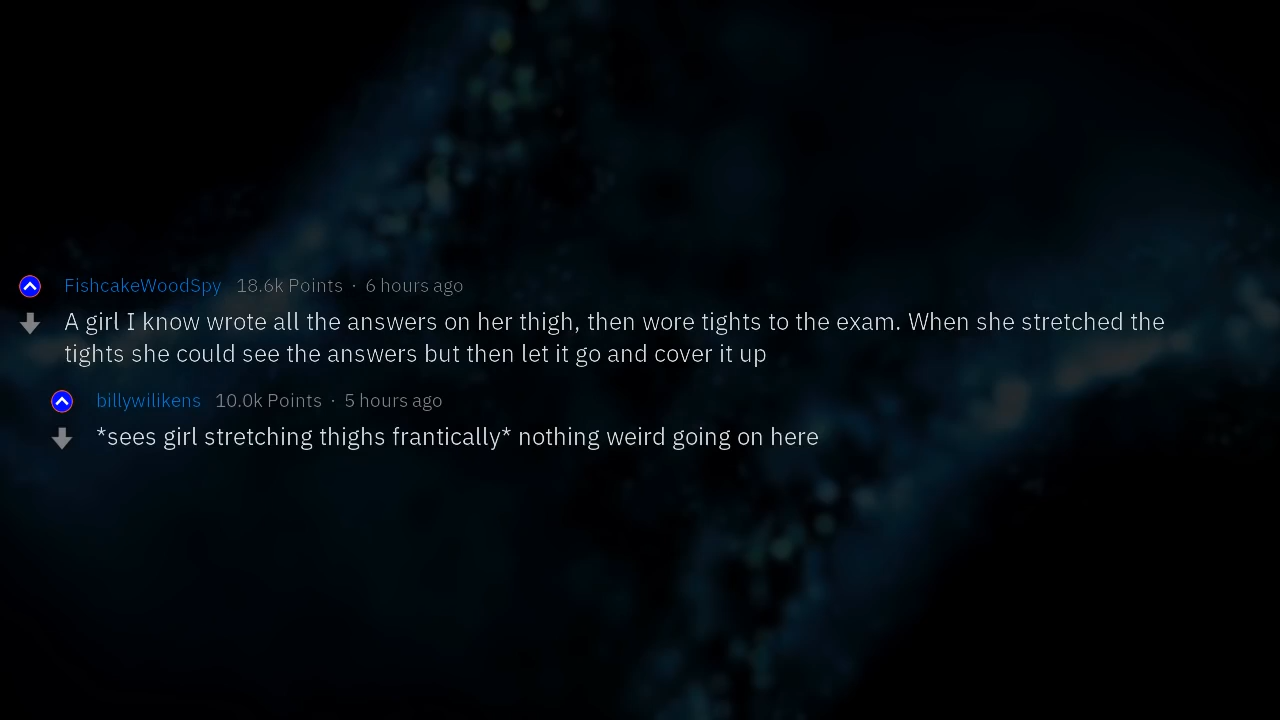 FishcakeWoodSpy 18.6k Points · 6 hours ago
A girl I know wrote all the answers on her thigh, then wore tights to the exam. When she stretched the
tights she could see the answers but then let it go and cover it up
billywilikens 10.0k Points · 5 hours ago
*sees girl stretching thighs frantically* nothing weird going on here